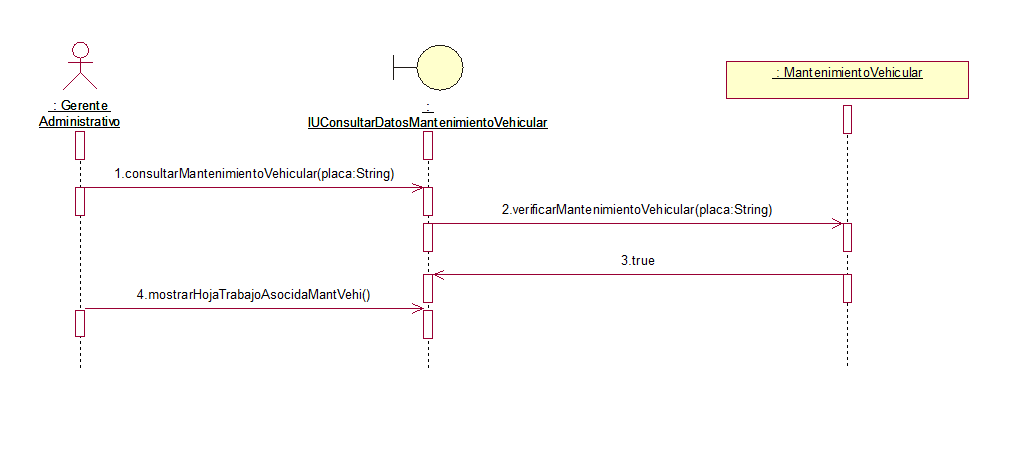 : Gerente
Administrativo
:
IUConsultarDatosMantenimientoVehicular
: MantenimientoVehicular
1.consultarMantenimientoVehicular(placa:String)
2.verificarMantenimientoVehicular(placa:String)
3.true
4.mostrarHojaTrabajoAsocidaMantVehi()